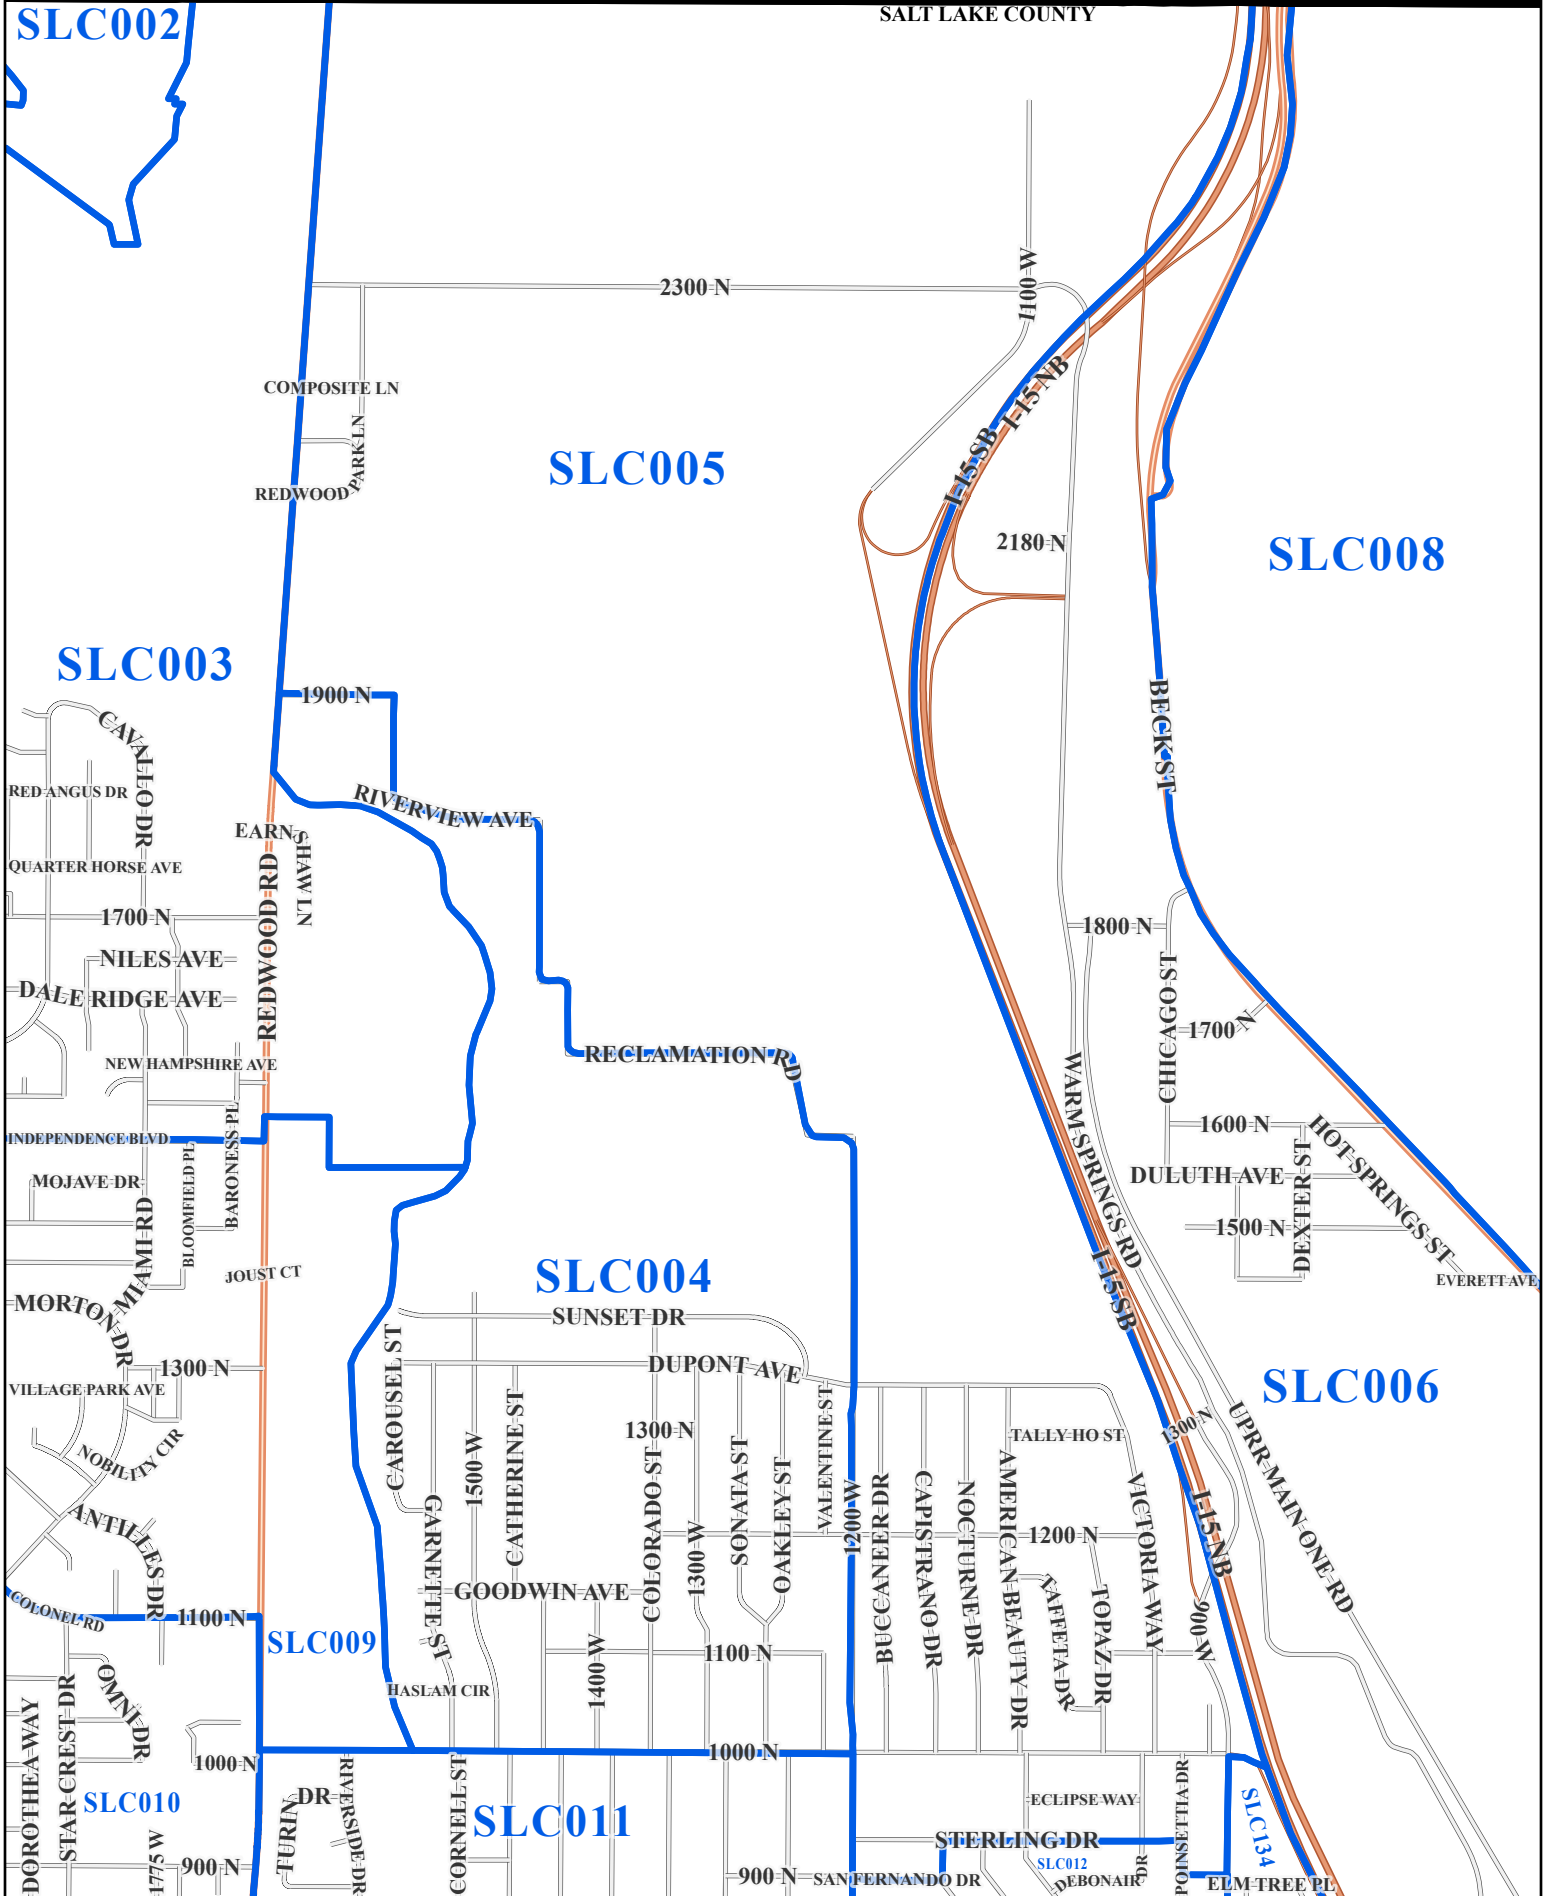 SLC002
SALT LAKE COUNTY
2300 N
1100 W
I-15 NB
COMPOSITE LN
PARK LN
REDWOOD
SLC005
I-15 SB
2180 N
SLC008
SLC003
1900 N
BECK ST
CAVALLO DR
RED ANGUS DR
RIVERVIEW AVE
EARN
SHAW LN
QUARTER HORSE AVE
REDWOOD RD
1700 N
1800 N
NILES AVE
DALE RIDGE AVE
CHICAGO ST
1700 N
NEW HAMPSHIRE AVE
RECLAMATION RD
WARM SPRINGS RD
1600 N
HOT SPRINGS ST
INDEPENDENCE BLVD
BARONESS PL
BLOOMFIELD PL
MOJAVE DR
DULUTH AVE
DEXTER ST
1500 N
MIAMI RD
JOUST CT
SLC004
I-15 SB
EVERETT AVE
MORTON DR
SUNSET DR
1300 N
DUPONT AVE
CAROUSEL ST
VILLAGE PARK AVE
SLC006
VALENTINE ST
CATHERINE ST
1300 N
1300 N
TALLY HO ST
UPRR MAIN ONE RD
NOBILITY CIR
1500 W
COLORADO ST
SONATA ST
OAKLEY ST
1200 W
BUCCANEER DR
CAPISTRANO DR
NOCTURNE DR
AMERICAN BEAUTY DR
VICTORIA WAY
I-15 NB
ANTILLES DR
GARNETTE ST
1300 W
1200 N
GOODWIN AVE
TAFFETA DR
TOPAZ DR
900 W
COLONEL RD
1100 N
SLC009
1400 W
1100 N
OMNI DR
STAR CREST DR
DOROTHEA WAY
HASLAM CIR
1000 N
1000 N
SLC010
TURIN
DR
RIVERSIDE DR
CORNELL ST
SLC011
ECLIPSE WAY
POINSETTIA DR
SLC134
STERLING DR
SLC012
1775 W
900 N
900 N
SAN FERNANDO DR
DEBONAIR DR
ELM TREE PL